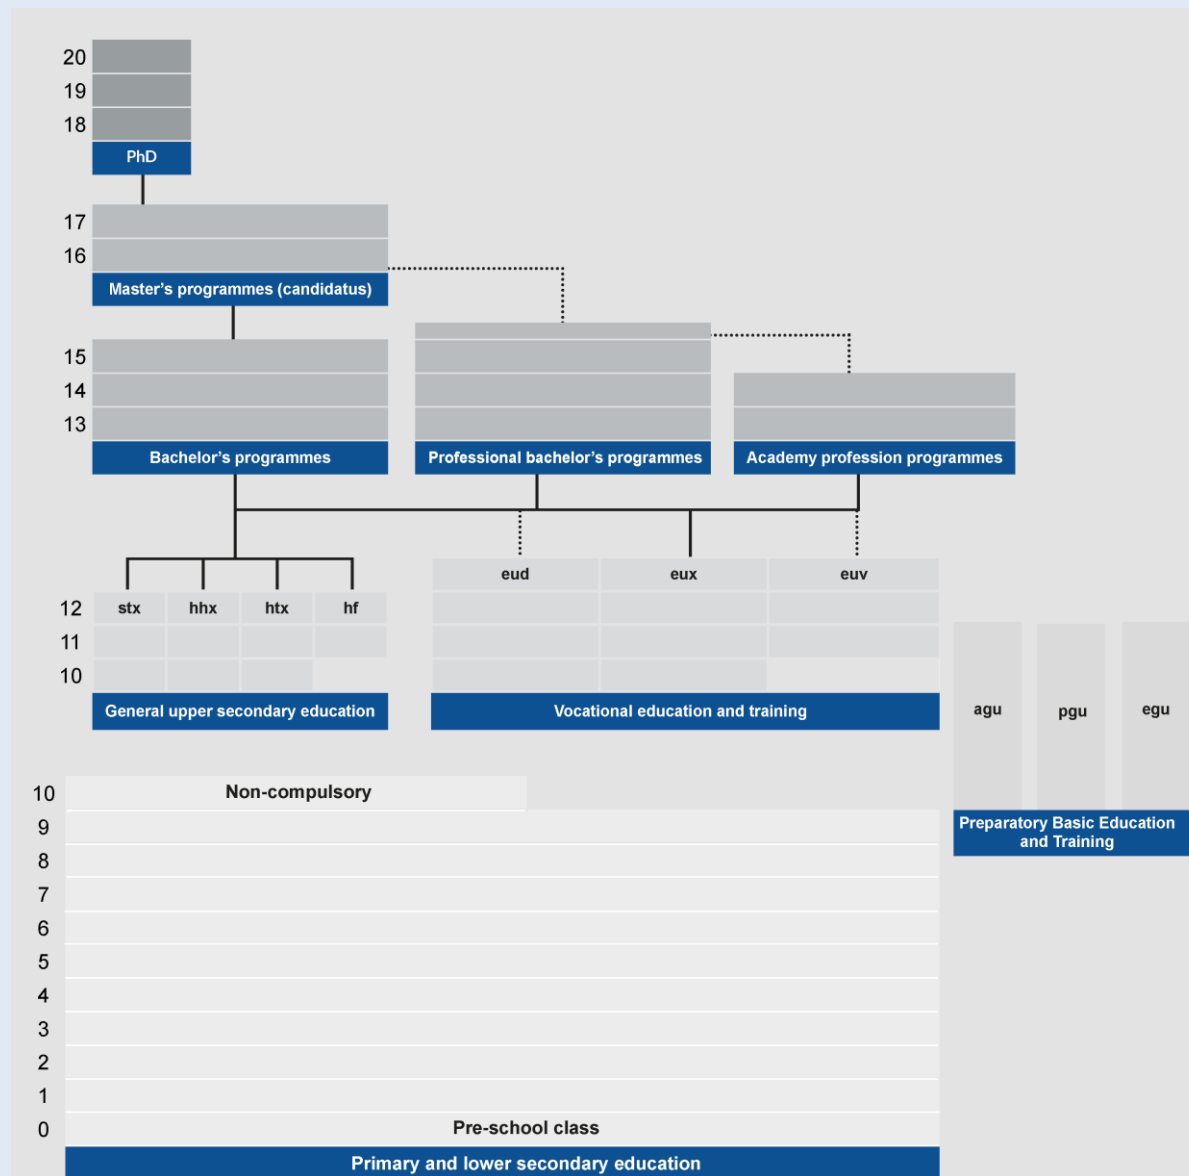 20
19
18
PhD
17
16
Master's programmes (candidatus)
15
14
13
Bachelor's programmes
Professional bachelor's programmes
Academy profession programmes
eud
eux
euv
12
stx
hhx
htx
hf
11
10
General upper secondary education
Vocational education and training
agu
pgu
egu
10
Non-compulsory
9
Preparatory Basic Education
and Training
8
7
6
5
4
3
2
1
0
Pre-school class
Primary and lower secondary education